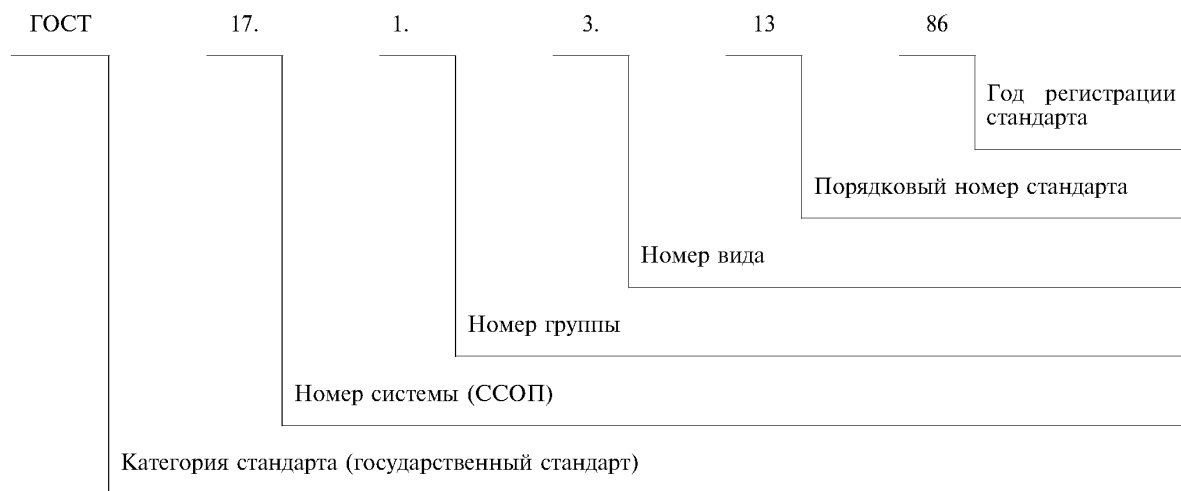 ГОСТ 17. 1. 3. 13 86
Год регистрации
стандарта
Порядковый номер стандарта
Номер вида
Номер группы
Номер системы (ССОП)
Категория стандарта (государственный стандарт)